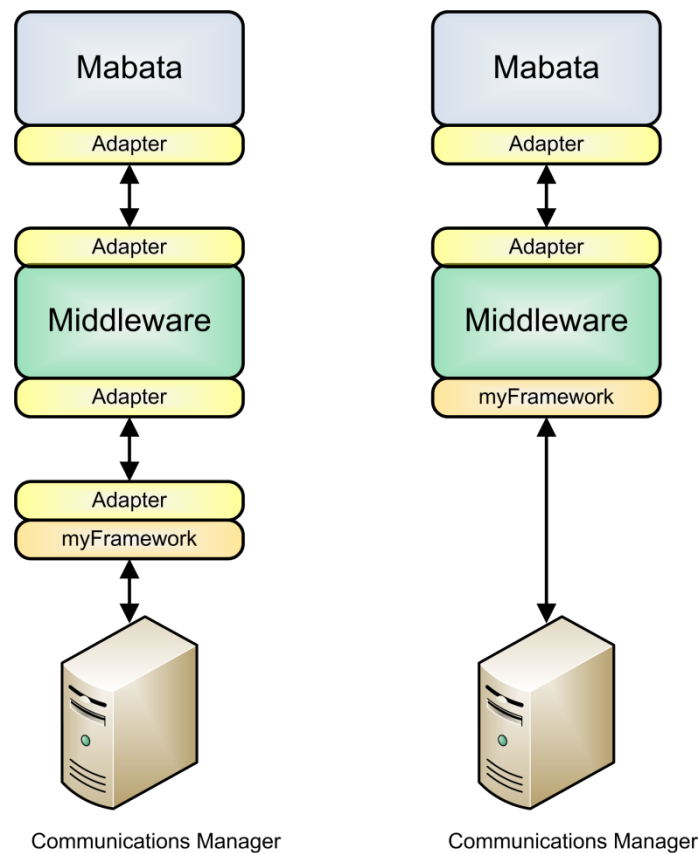 Mabata
Adapter
Adapter
Middleware
Adapter
Adapter
myFramework
Communications Manager
Mabata
Adapter
Adapter
Middleware
myFramework
Communications Manager